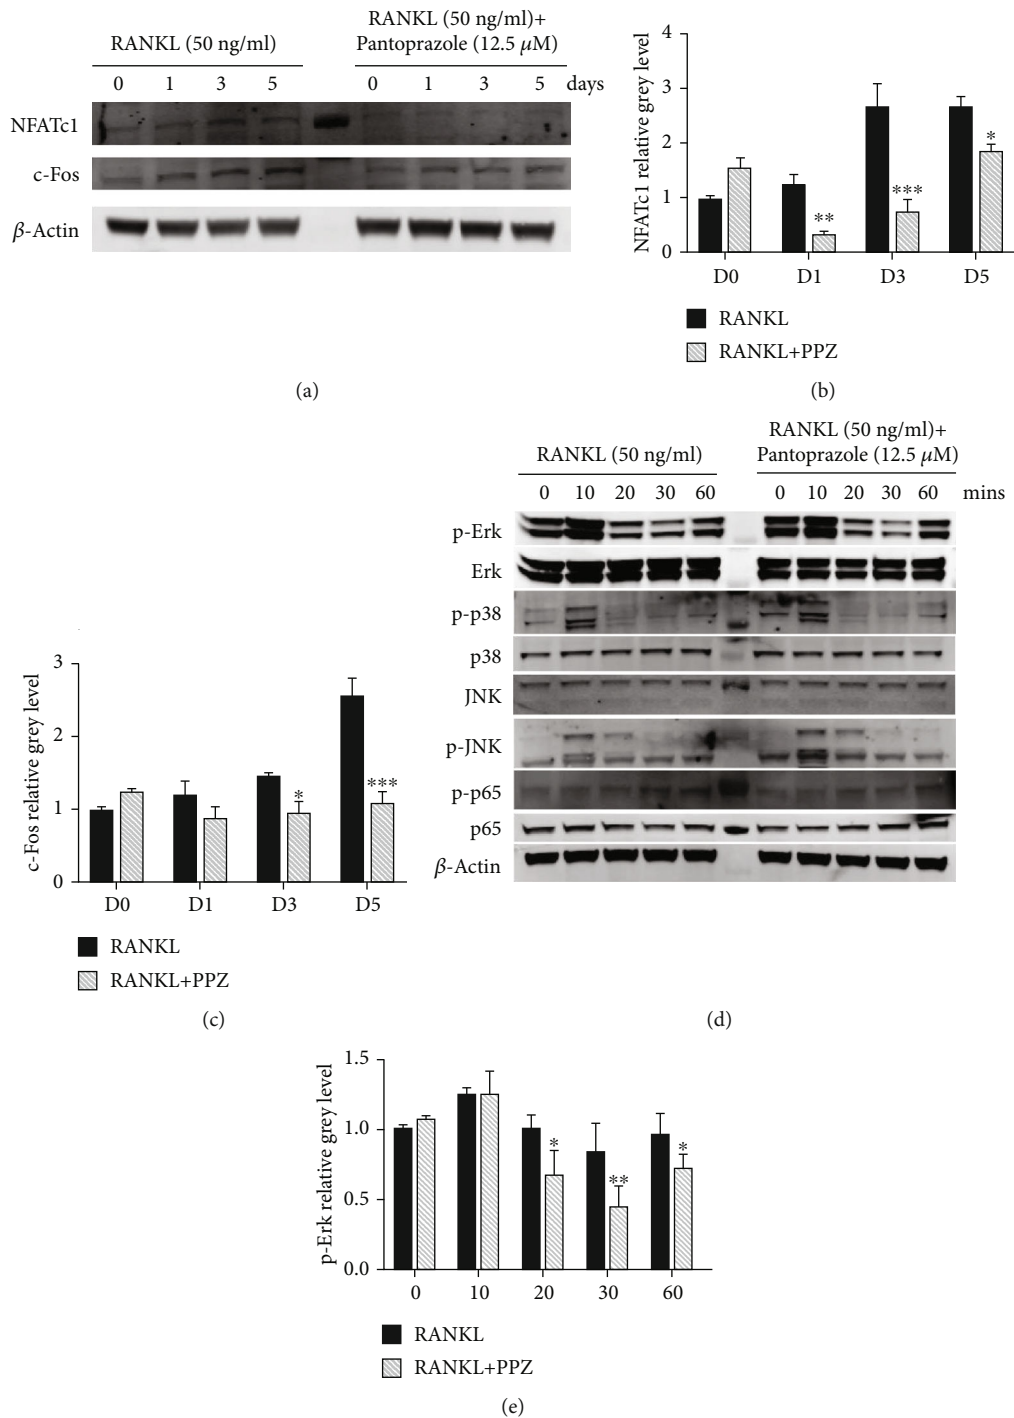 RANKL (50 ng/ml)
RANKL (50 ng/ml)+
Pantoprazole (12.5 μM)
0 1 3 5 0 1 3 5 days
NFATc1
c-Fos
β-Actin
(a)
NFATc1 relative grey level
4
3
2
1
0
** *** *
D0 D1 D3 D5
RANKL
RANKL+PPZ
(b)
c-Fos relative grey level
3
2
1
0
* ***
D0 D1 D3 D5
RANKL
RANKL+PPZ
(c)
RANKL (50 ng/ml)
RANKL (50 ng/ml)+
Pantoprazole (12.5 μM)
0 10 20 30 60 0 10 20 30 60 mins
p-Erk
Erk
p-p38
p38
JNK
p-JNK
p-p65
p65
β-Actin
(d)
p-Erk relative grey level
1.5
1.0
0.5
0.0
* ** *
0 10 20 30 60
RANKL
RANKL+PPZ
(e)